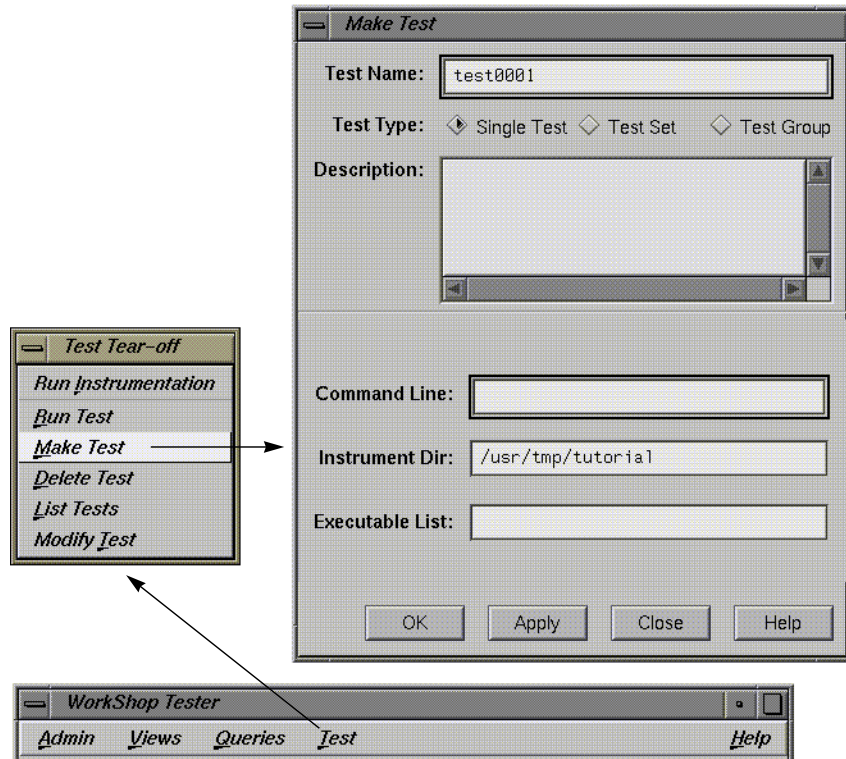 Make Test
Test Name: test0001
Test Type: Single Test Test Set Test Group
Description:
Command Line:
Instrument Dir: /usr/tmp/tutorial
Executable List:
OK Apply Close Help
Test Tear-off
Run Instrumentation
Run Test
Make Test
Delete Test
List Tests
Modify Test
WorkShop Tester
Admin Views Queries Test Help